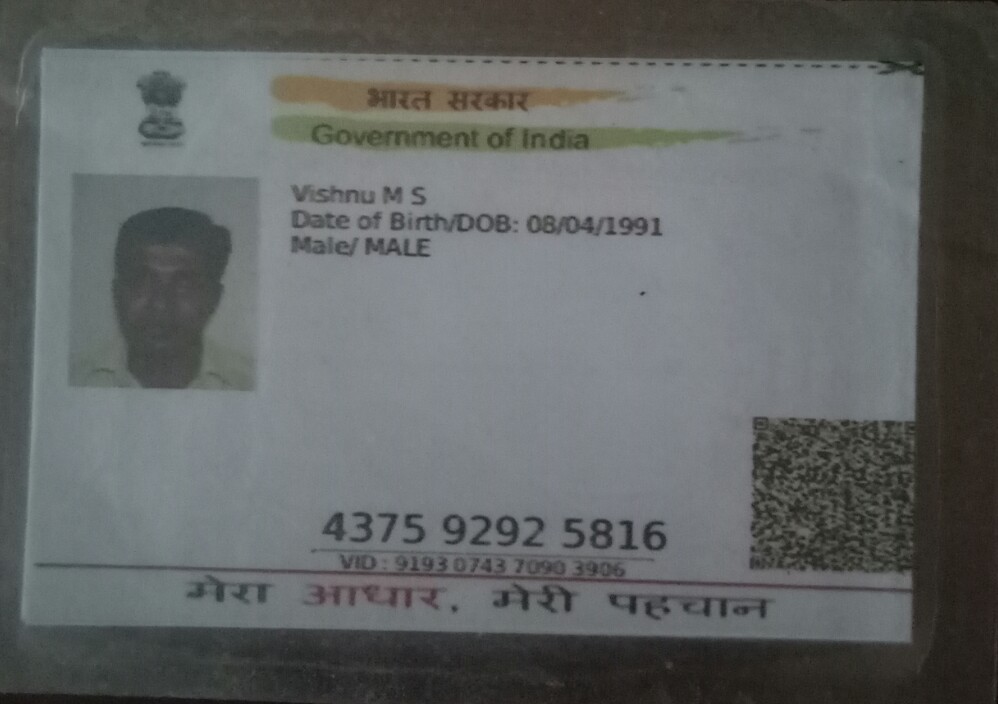 भारत सरकार
Government of India
Vishnu M S
Date of Birth/DOB: 08/04/1991
Male/ MALE
4375 9292 5816
VID : 9193 0743 7090 3906
मेरा आधार, मेरी पहचान